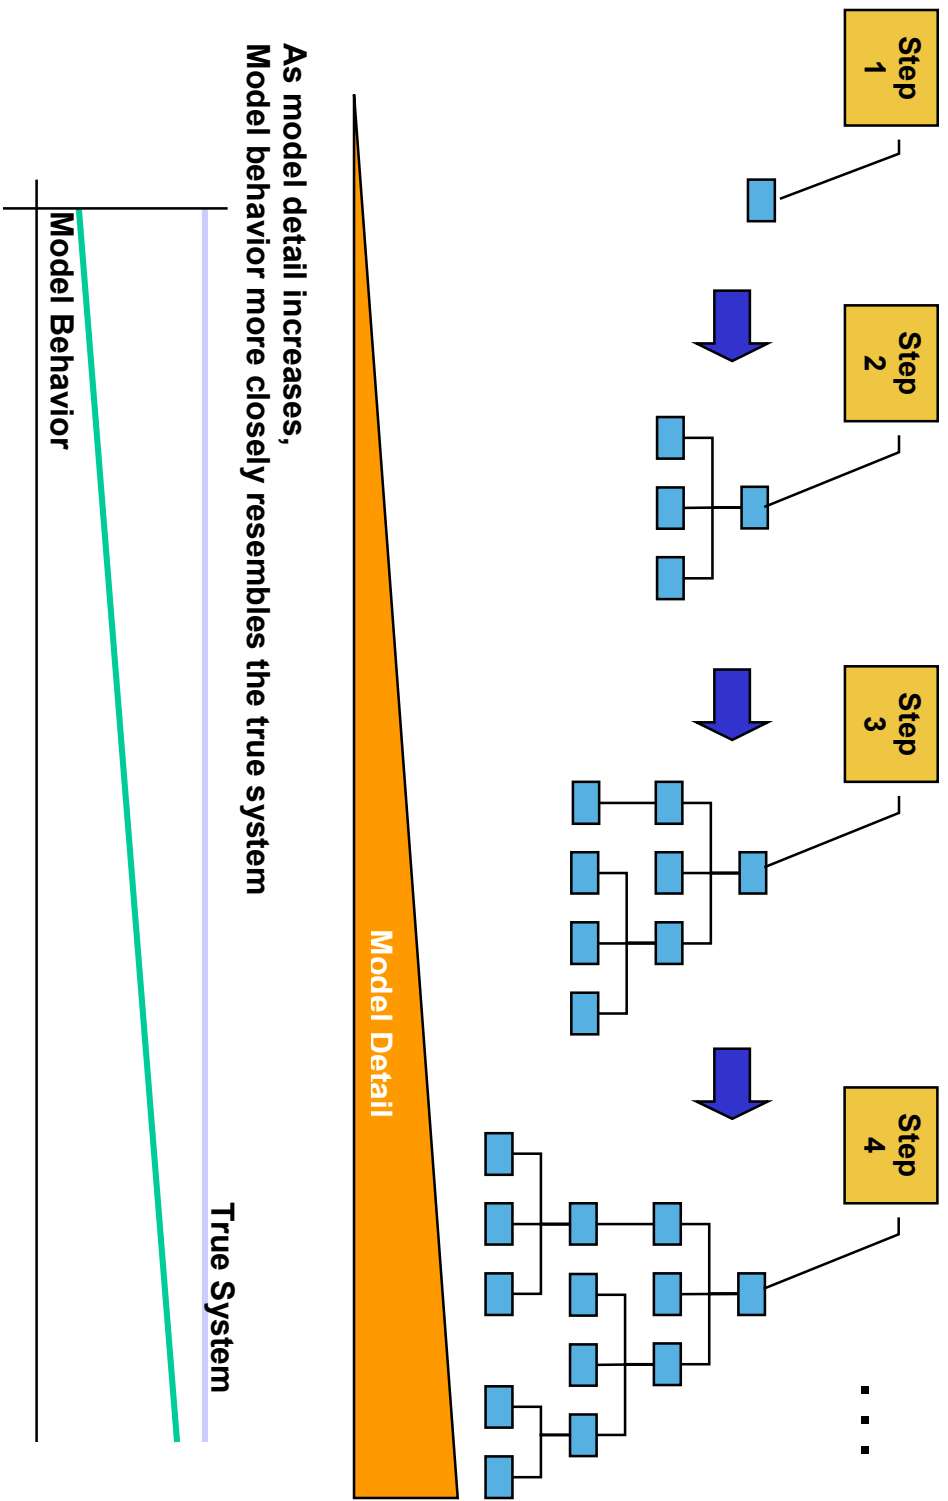 Step
1
Step
2
Step
3
Step
4
...
Model Detail
As model detail increases,
Model behavior more closely resembles the true system
True System
Model Behavior